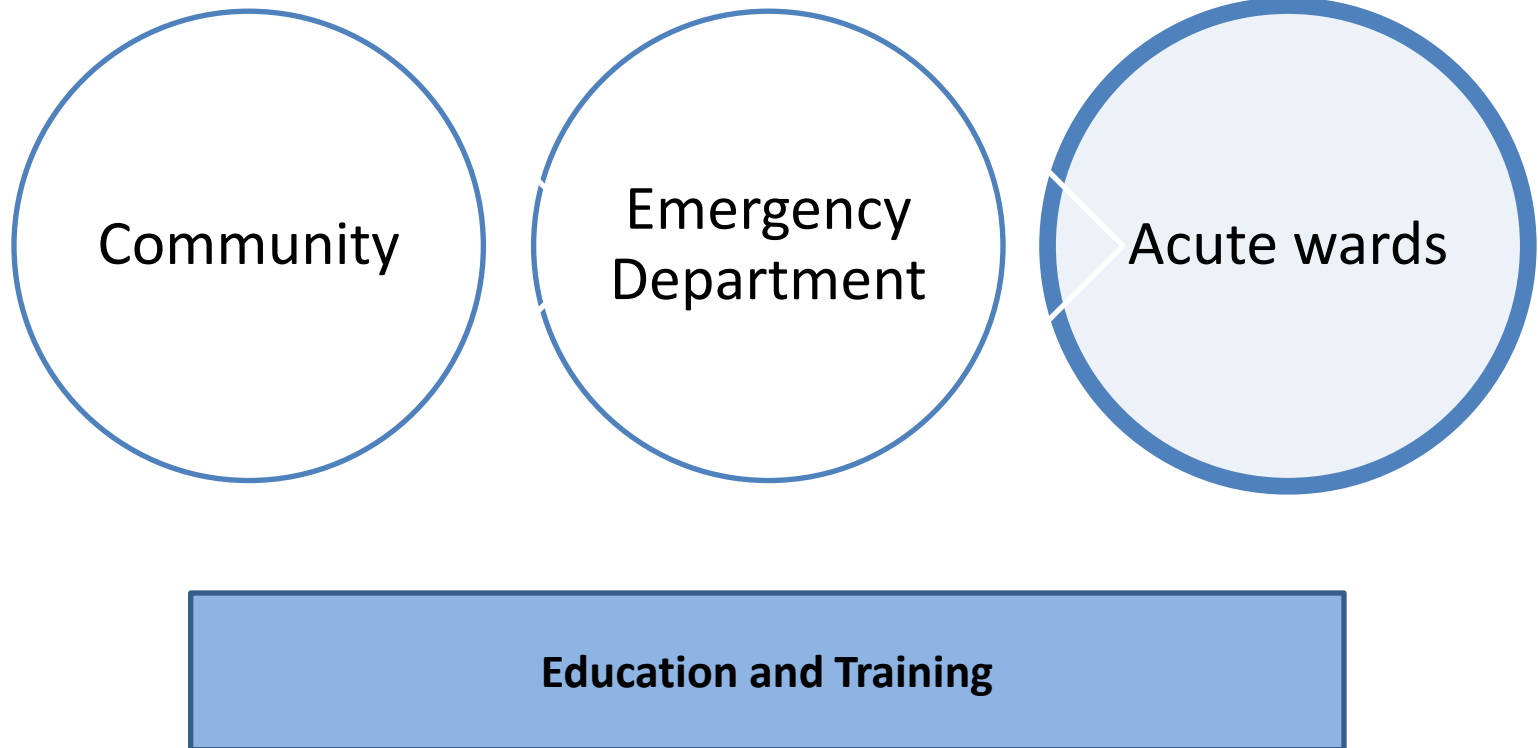 Community
Emergency
Department
Acute wards
Education and Training